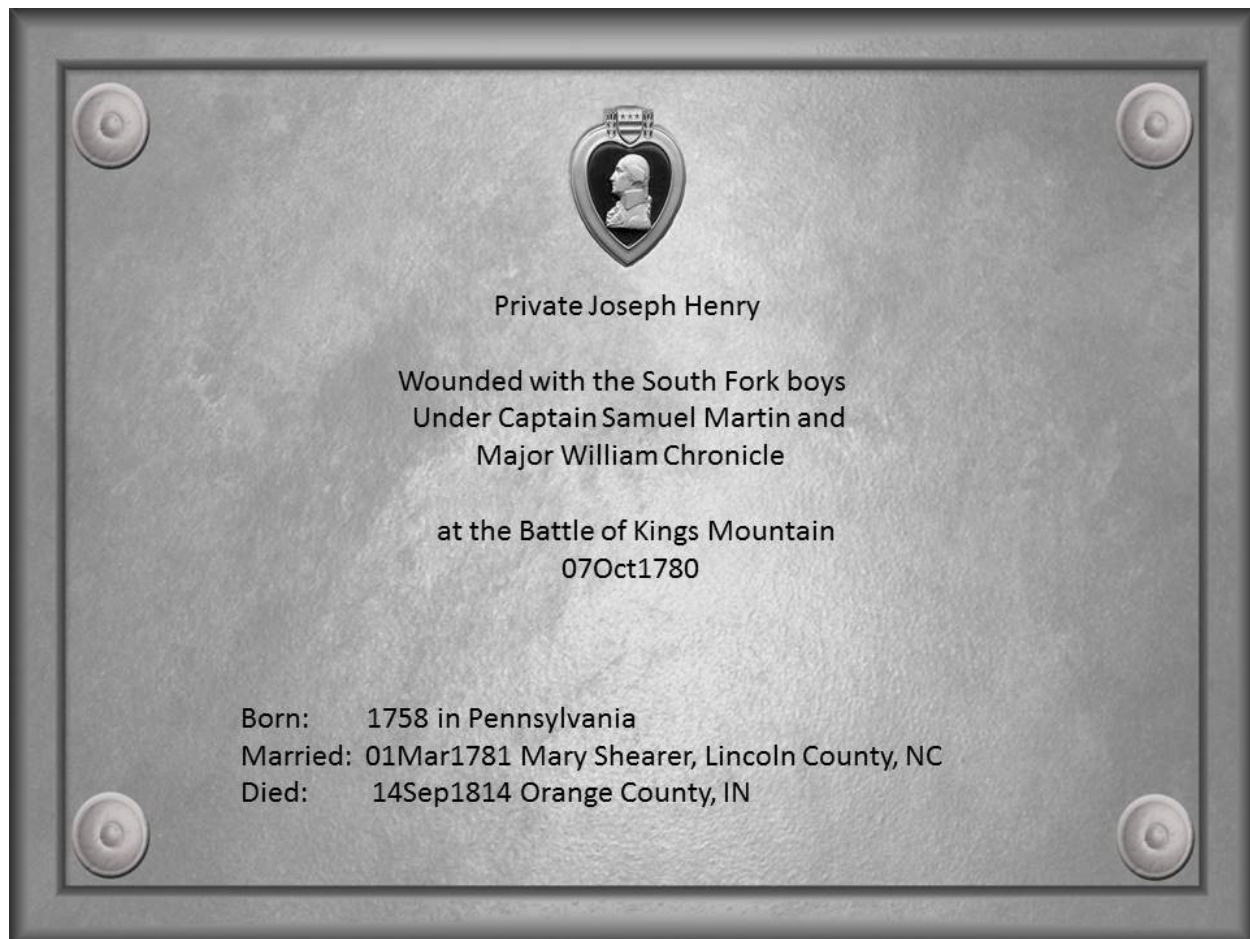 Private Joseph Henry
Wounded with the South Fork boys
Under Captain Samuel Martin and
Major William Chronicle
at the Battle of Kings Mountain
07Oct1780
Born: 1758 in Pennsylvania
Married: 01Mar1781 Mary Shearer, Lincoln County, NC
Died: 14Sep1814 Orange County, IN